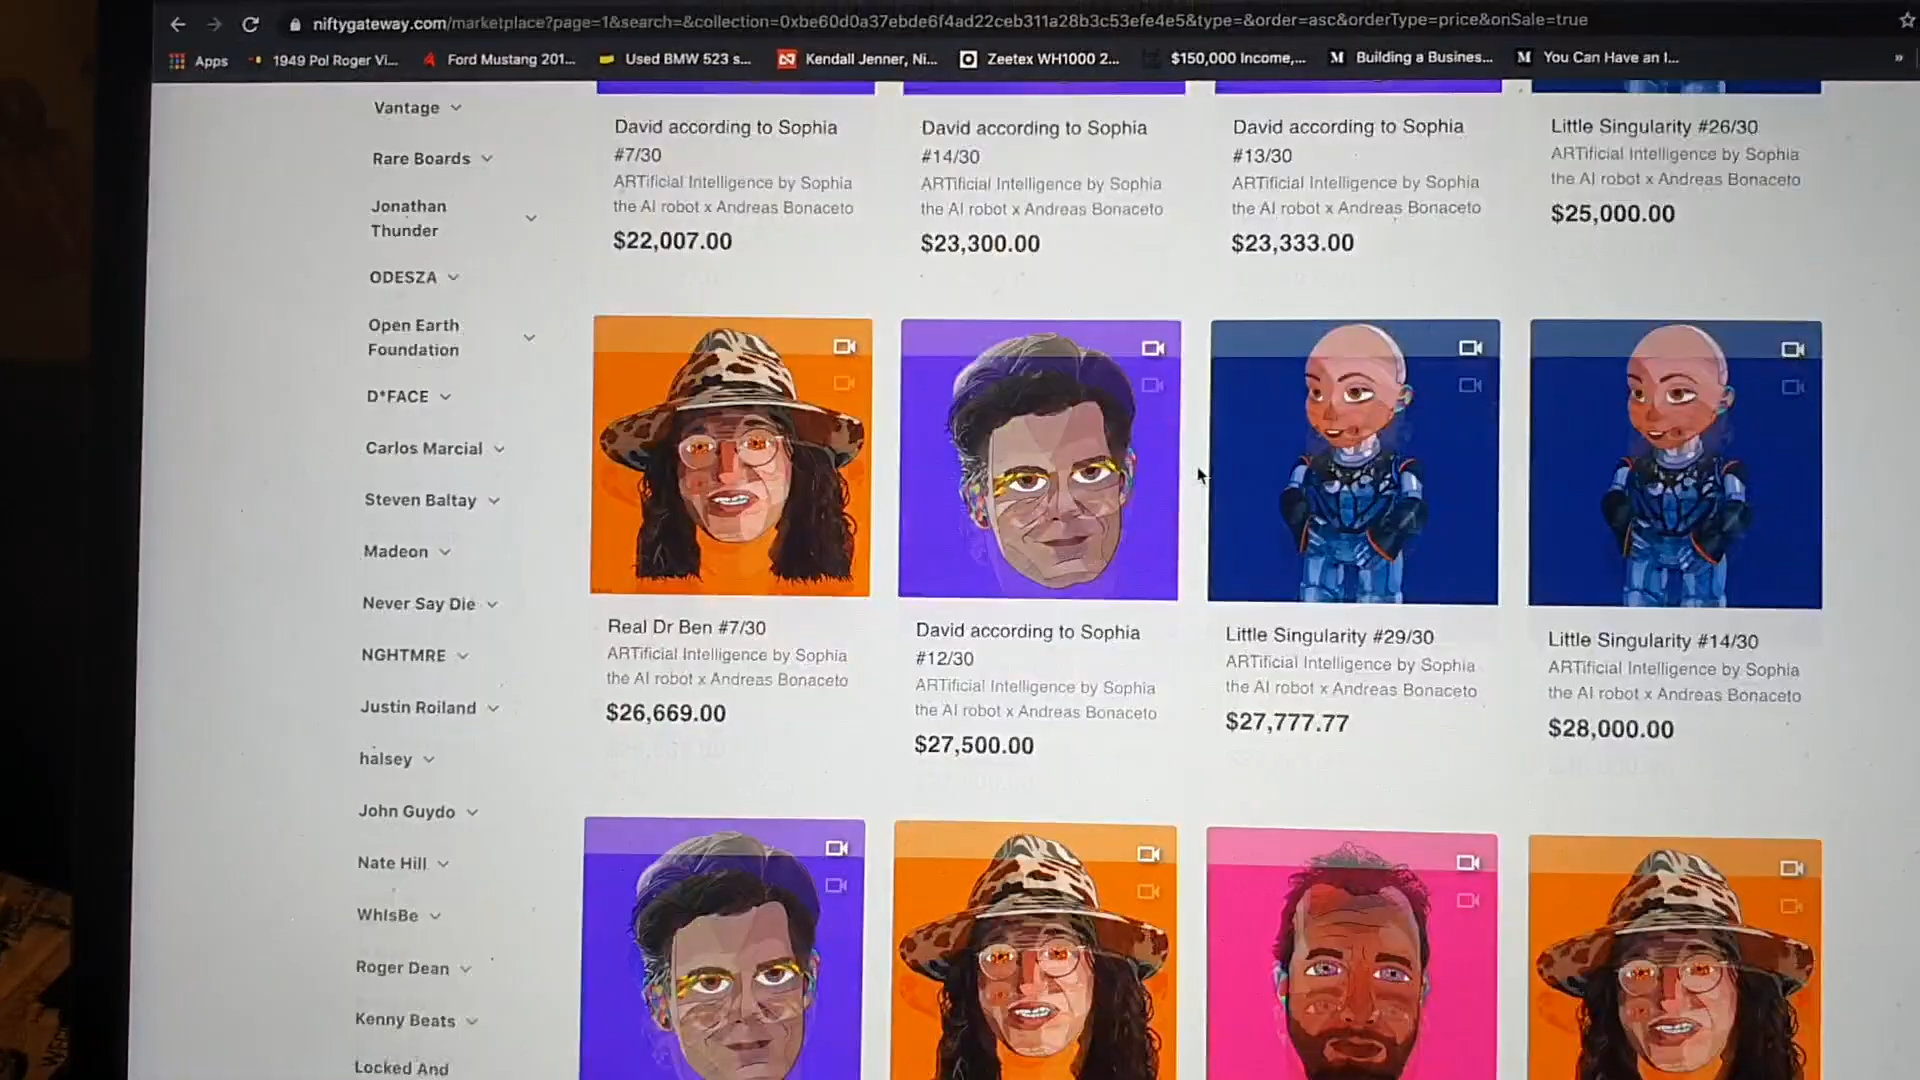 niftygateway.com/marketplace?page=1&search=&collection=0xbe60d0a37ebde6f4ad22ceb311a28b3c53efe4e5&type=&order=asc&orderType=price&onSale=true
Apps
1949 Pol Roger Vi...
Ford Mustang 201...
Used BMW 523 s...
Kendall Jenner, Ni...
Zeetex WH1000 2...
$150,000 Income,...
Building a Busines...
You Can Have an I...
Vantage
Rare Boards
Jonathan
Thunder
ODESZA
Open Earth
Foundation
D*FACE
Carlos Marcial
Steven Baltay
Madeon
Never Say Die
NGHTMRE
Justin Roiland
halsey
John Guydo
Nate Hill
WhIsBe
Roger Dean
Kenny Beats
Locked And
David according to Sophia
#7/30
ARTificial Intelligence by Sophia
the AI robot x Andreas Bonaceto
$22,007.00
David according to Sophia
#14/30
ARTificial Intelligence by Sophia
the AI robot x Andreas Bonaceto
$23,300.00
David according to Sophia
#13/30
ARTificial Intelligence by Sophia
the AI robot x Andreas Bonaceto
$23,333.00
Little Singularity #26/30
ARTificial Intelligence by Sophia
the AI robot x Andreas Bonaceto
$25,000.00
Real Dr Ben #7/30
ARTificial Intelligence by Sophia
the AI robot x Andreas Bonaceto
$26,669.00
David according to Sophia
#12/30
ARTificial Intelligence by Sophia
the AI robot x Andreas Bonaceto
$27,500.00
Little Singularity #29/30
ARTificial Intelligence by Sophia
the AI robot x Andreas Bonaceto
$27,777.77
Little Singularity #14/30
ARTificial Intelligence by Sophia
the AI robot x Andreas Bonaceto
$28,000.00